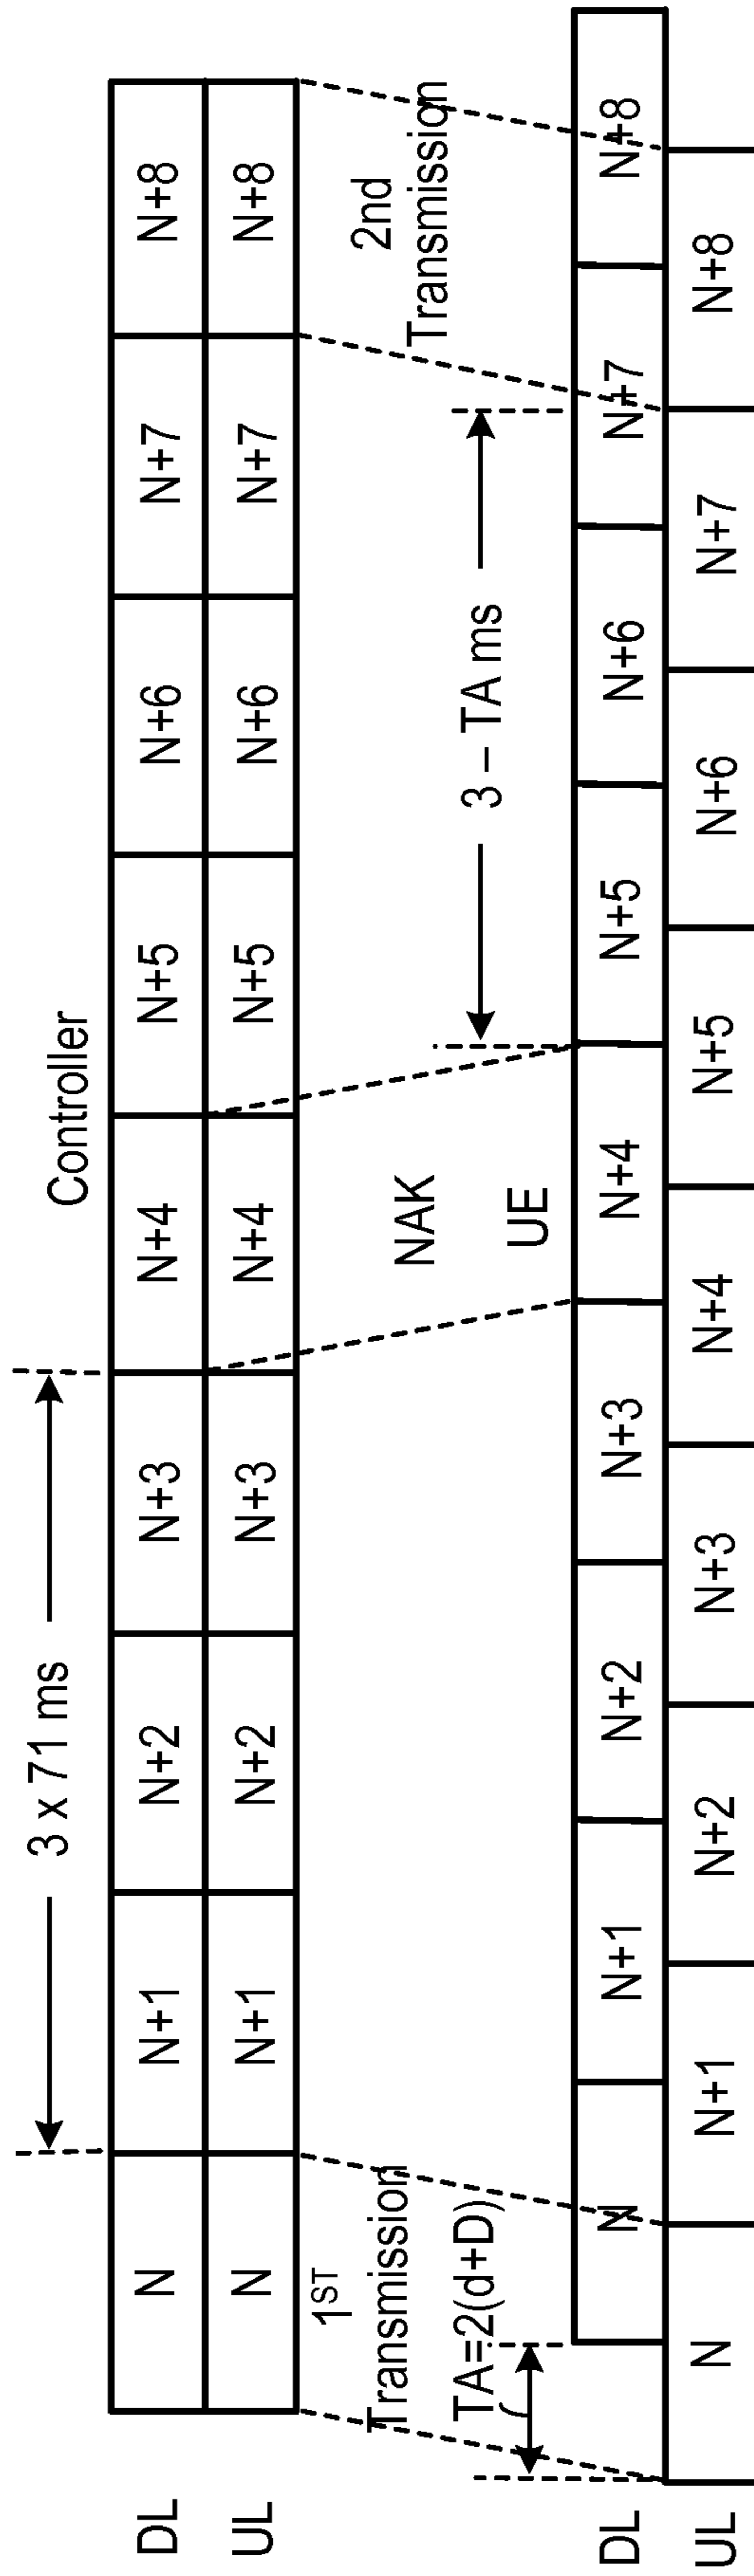 Controller
3 x 71 ms
DL N N+1 N+2 N+3 N+4 N+5 N+6 N+7 N+8
UL N N+1 N+2 N+3 N+4 N+5 N+6 N+7 N+8
1ST
Transmission
NAK
2nd
Transmission
TA=2(d+D)
UE
3 – TA ms
DL N N+1 N+2 N+3 N+4 N+5 N+6 N+7 N+8
UL N N+1 N+2 N+3 N+4 N+5 N+6 N+7 N+8